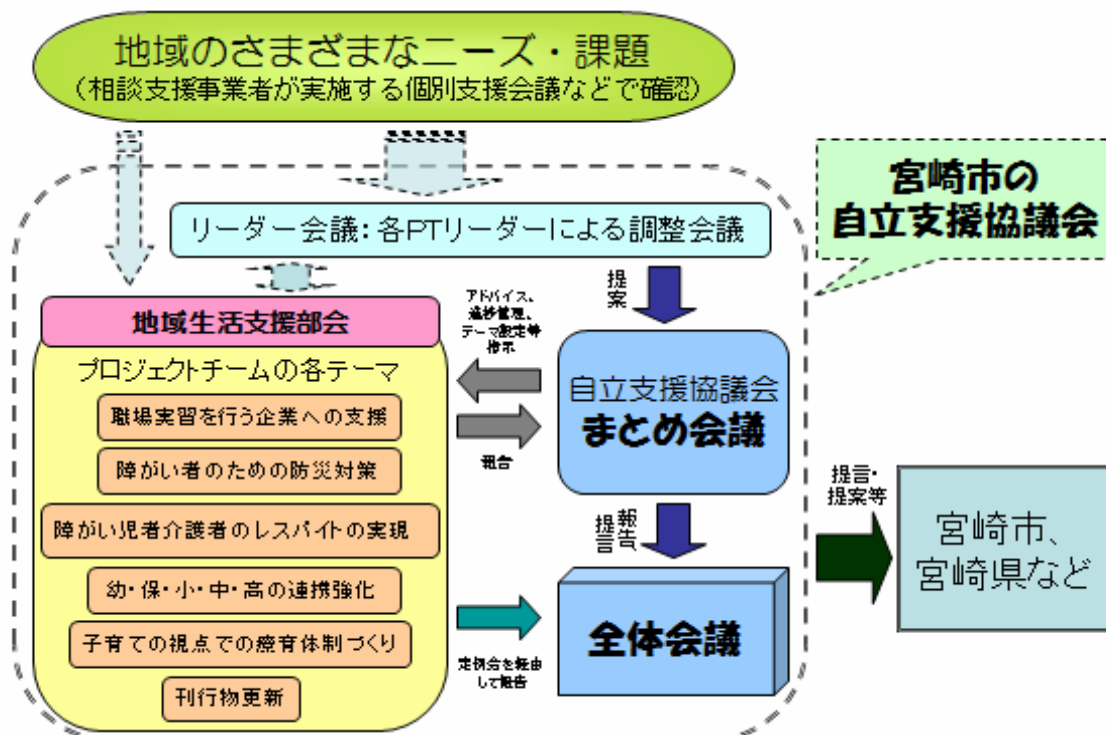 地域のさまざまなニーズ・課題
（相談支援事業者が実施する個別支援会議などで確認）
宮崎市の
自立支援協議会
リーダー会議：各PTリーダーによる調整会議
提案
地域生活支援部会
アドバイス、
進捗管理、
テーマ設定等
指示
プロジェクトチームの各テーマ
職場実習を行う企業への支援
障がい者のための防災対策
障がい児者介護者のレスパイトの実現
幼・保・小・中・高の連携強化
子育ての視点での療育体制づくり
刊行物更新
自立支援協議会
まとめ会議
報告
報告、
提言
全体会議
定例会を経由
して報告
提言・
提案等
宮崎市、
宮崎県など